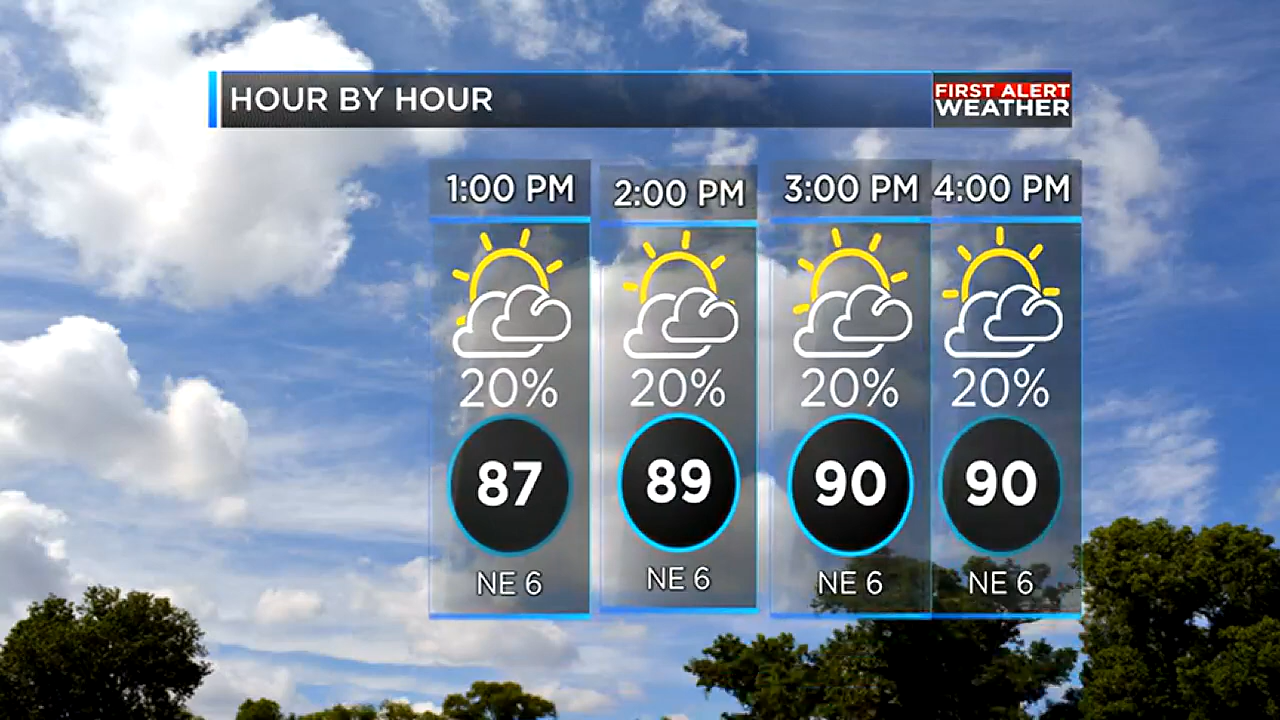 HOUR BY HOUR
FIRST ALERT
WEATHER
1:00 PM
2:00 PM
3:00 PM
4:00 PM
20%
20%
20%
20%
87
89
90
90
NE 6
NE 6
NE 6
NE 6